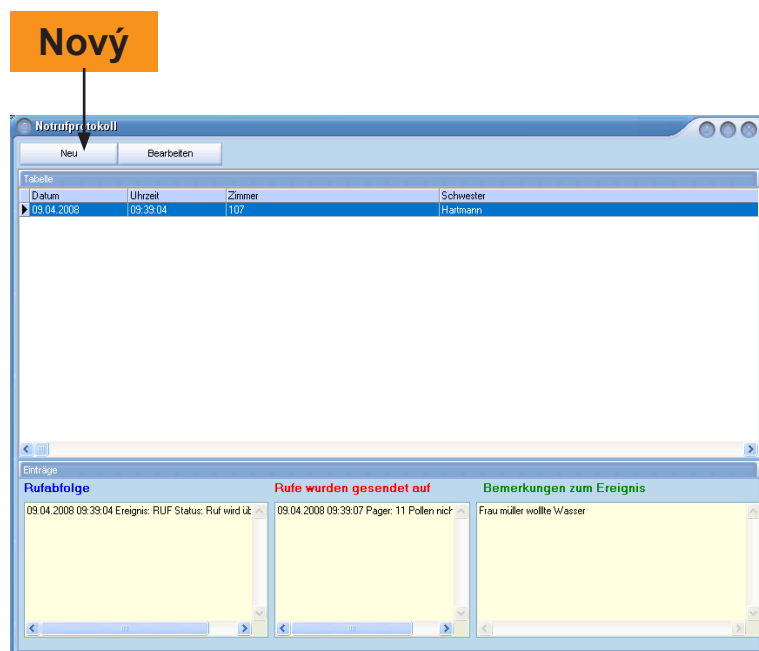 Nový
Notrufprotokoll
Neu Bearbeiten
Tabelle
Datum Uhrzeit Zimmer Schwester
09.04.2008 09:39:04 107 Hartmann
Einträge
Rufabfolge Rufe wurden gesendet auf Bemerkungen zum Ereignis
09.04.2008 09:39:04 Ereignis: RUF Status: Ruf wird üb 09.04.2008 09:39:07 Pager: 11 Pollen nich Frau müller wollte Wasser